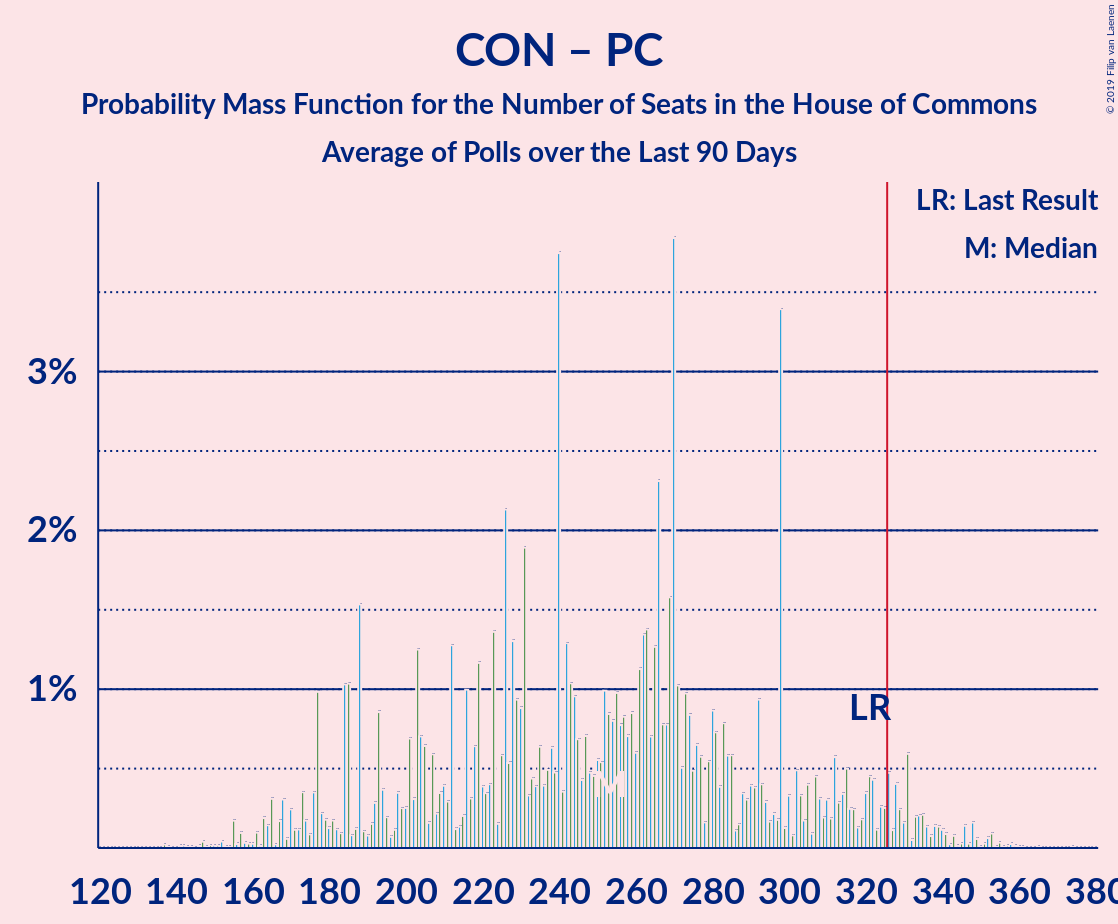 CON – PC
Probability Mass Function for the Number of Seats in the House of Commons
Average of Polls over the Last 90 Days
© 2019 Filip van Laenen
LR: Last Result
M: Median
3%
2%
1%
LR
M
120 140 160 180 200 220 240 260 280 300 320 340 360 380